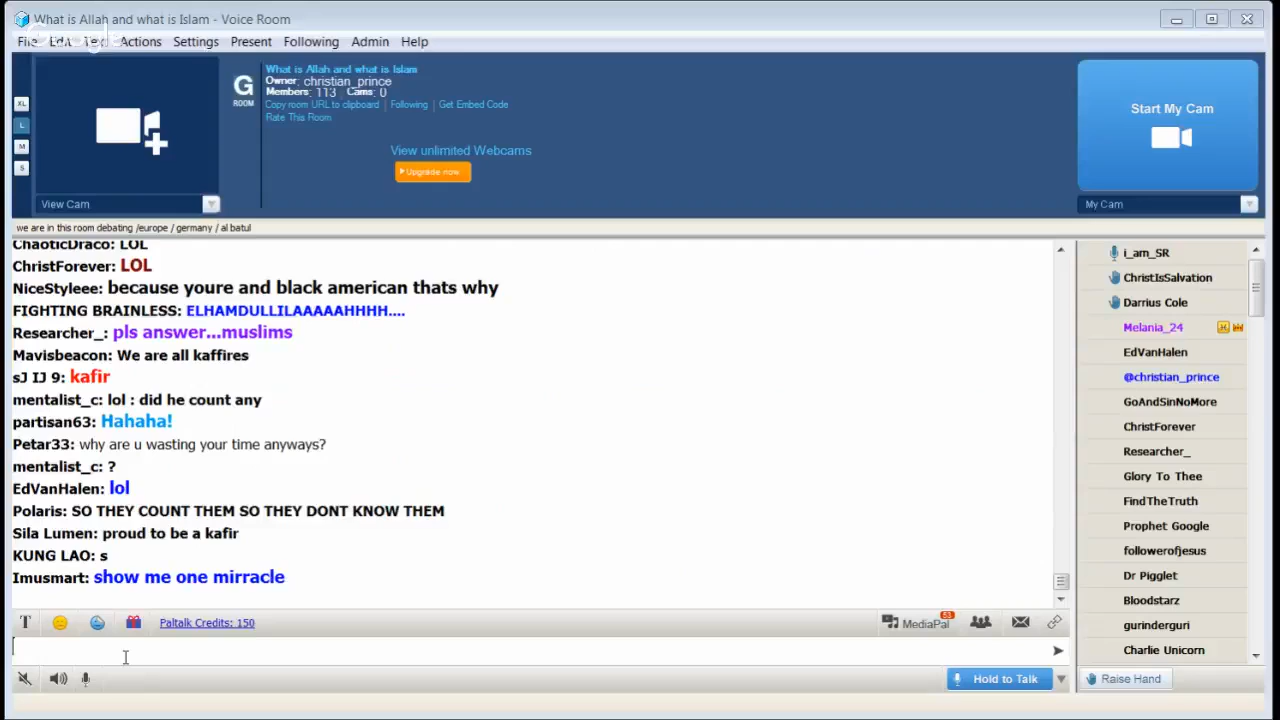 What is Allah and what is Islam - Voice Room
Google
File Edit Text Actions Settings Present Following Admin Help
XL
L
M
S
View Cam
G
ROOM
What is Allah and what is Islam
Owner: christian_prince
Members: 113 Cams: 0
Copy room URL to clipboard | Following | Get Embed Code
Rate This Room
View unlimited Webcams
Upgrade now
Start My Cam
My Cam
we are in this room debating /europe / germany / al batul
ChaoticDraco: LOL
ChristForever: LOL
NiceStyleee: because youre and black american thats why
FIGHTING BRAINLESS: ELHAMDULLILAAAAAHHHH....
Researcher_: pls answer...muslims
Mavisbeacon: We are all kaffires
sJ IJ 9: kafir
mentalist_c: lol : did he count any
partisan63: Hahaha!
Petar33: why are u wasting your time anyways?
mentalist_c: ?
EdVanHalen: lol
Polaris: SO THEY COUNT THEM SO THEY DONT KNOW THEM
Sila Lumen: proud to be a kafir
KUNG LAO: s
Imusmart: show me one mirracle
i_am_SR
ChristIsSalvation
Darrius Cole
Melania_24
EdVanHalen
@christian_prince
GoAndSinNoMore
ChristForever
Researcher_
Glory To Thee
FindTheTruth
Prophet Google
followerofjesus
Dr Pigglet
Bloodstarz
gurinderguri
Charlie Unicorn
T
Paltalk Credits: 150
MediaPal
53
Hold to Talk
Raise Hand